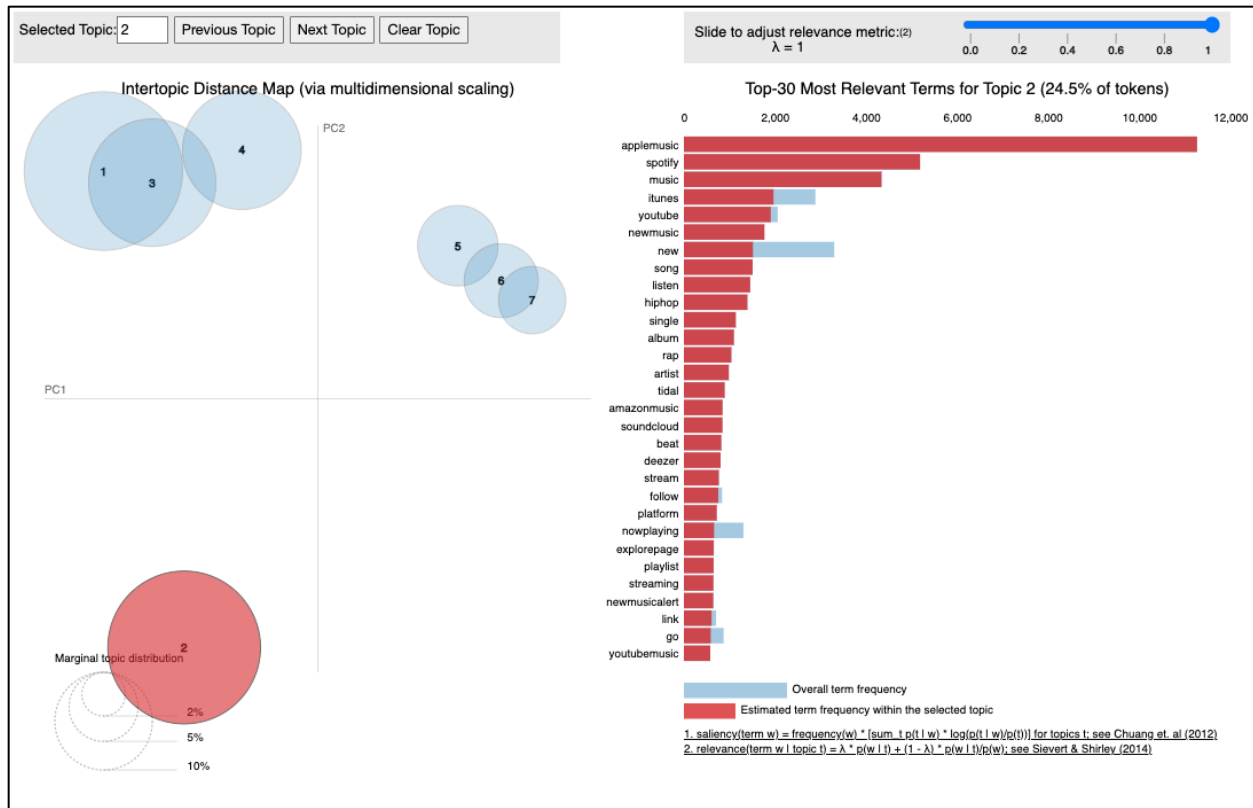 Selected Topic: 2 Previous Topic Next Topic Clear Topic
Slide to adjust relevance metric:(2)
λ = 1
0.0 0.2 0.4 0.6 0.8 1
Intertopic Distance Map (via multidimensional scaling)
PC2
PC1
1
3
4
5
6
7
2
Marginal topic distribution
2%
5%
10%
Top-30 Most Relevant Terms for Topic 2 (24.5% of tokens)
0 2,000 4,000 6,000 8,000 10,000 12,000
applemusic
spotify
music
itunes
youtube
newmusic
new
song
listen
hiphop
single
album
rap
artist
tidal
amazonmusic
soundcloud
beat
deezer
stream
follow
platform
nowplaying
explorepage
playlist
streaming
newmusicalert
link
go
youtubemusic
Overall term frequency
Estimated term frequency within the selected topic
1. saliency(term w) = frequency(w) * [sum_t p(t | w) * log(p(t | w)/p(t))] for topics t; see Chuang et. al (2012)
2. relevance(term w | topic t) = λ * p(w | t) + (1 - λ) * p(w | t)/p(w); see Sievert & Shirley (2014)